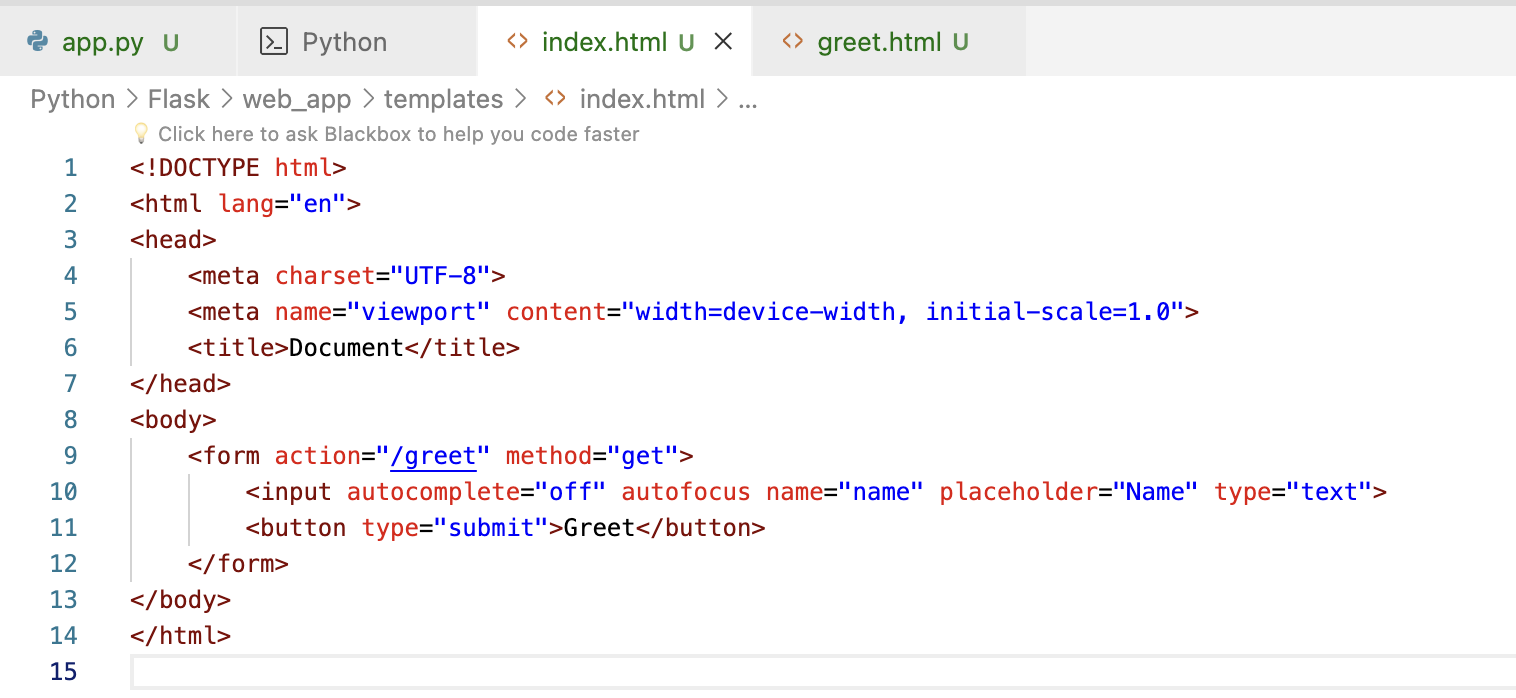 app.py U Python index.html U greet.html U
Python > Flask > web_app > templates > <> index.html > ...
Click here to ask Blackbox to help you code faster
1 <!DOCTYPE html>
2 <html lang="en">
3 <head>
4     <meta charset="UTF-8">
5     <meta name="viewport" content="width=device-width, initial-scale=1.0">
6     <title>Document</title>
7 </head>
8 <body>
9     <form action="/greet" method="get">
10         <input autocomplete="off" autofocus name="name" placeholder="Name" type="text">
11         <button type="submit">Greet</button>
12     </form>
13 </body>
14 </html>
15